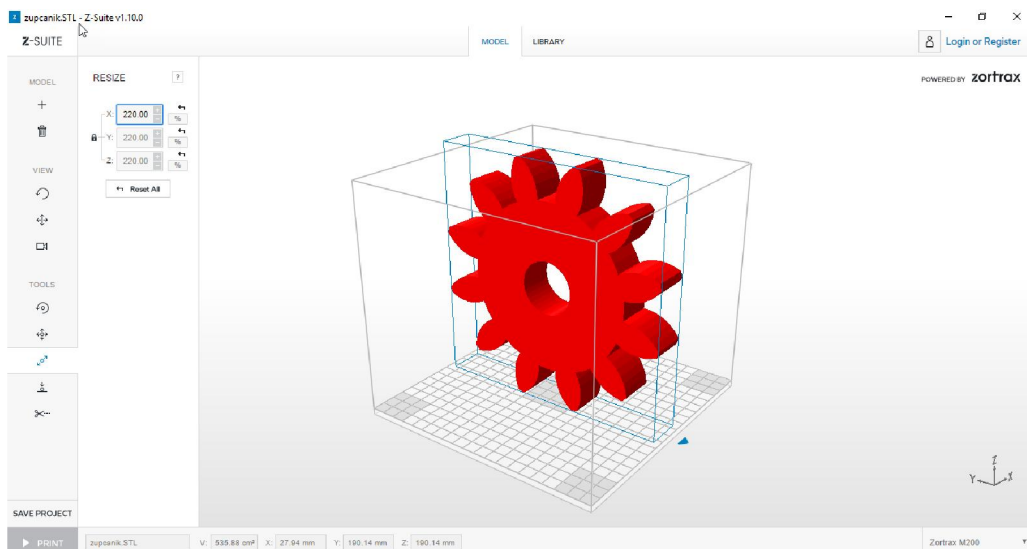 zupcanik.STL - Z-Suite v1.10.0
Z-SUITE
MODEL
LIBRARY
Login or Register
MODEL
RESIZE
?
POWERED BY zortrax
X: 220.00
%
Y: 220.00
%
Z: 220.00
%
Reset All
VIEW
TOOLS
Z
Y
X
SAVE PROJECT
PRINT
zupcanik.STL
V: 535.88 cm³
X: 27.94 mm
Y: 190.14 mm
Z: 190.14 mm
Zortrax M200